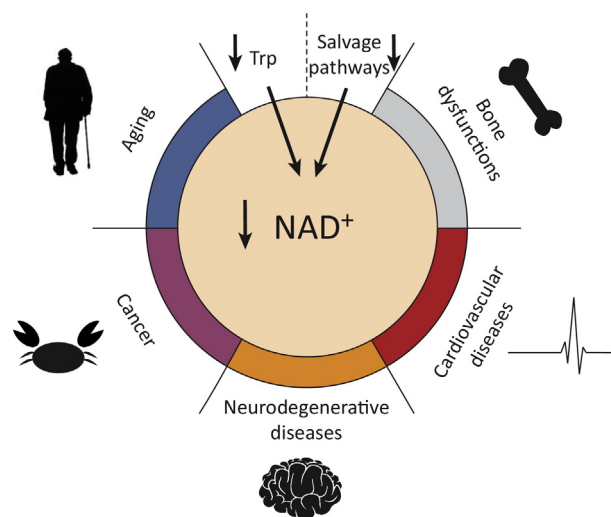 Trp
Salvage
pathways
Bone
dysfunctions
Aging
NAD⁺
Cancer
Cardiovascular
diseases
Neurodegenerative
diseases